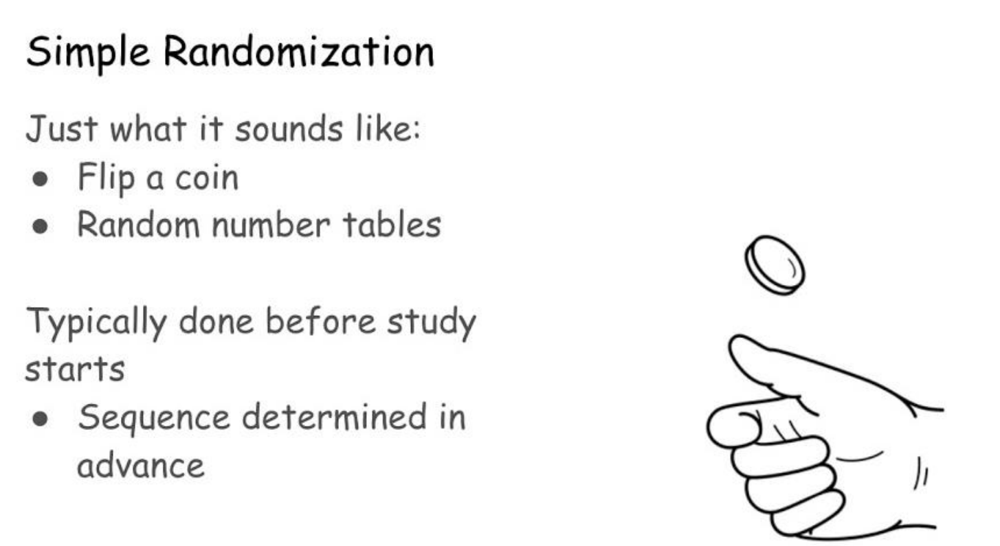 Simple Randomization
Just what it sounds like:
● Flip a coin
● Random number tables
Typically done before study
starts
● Sequence determined in
advance